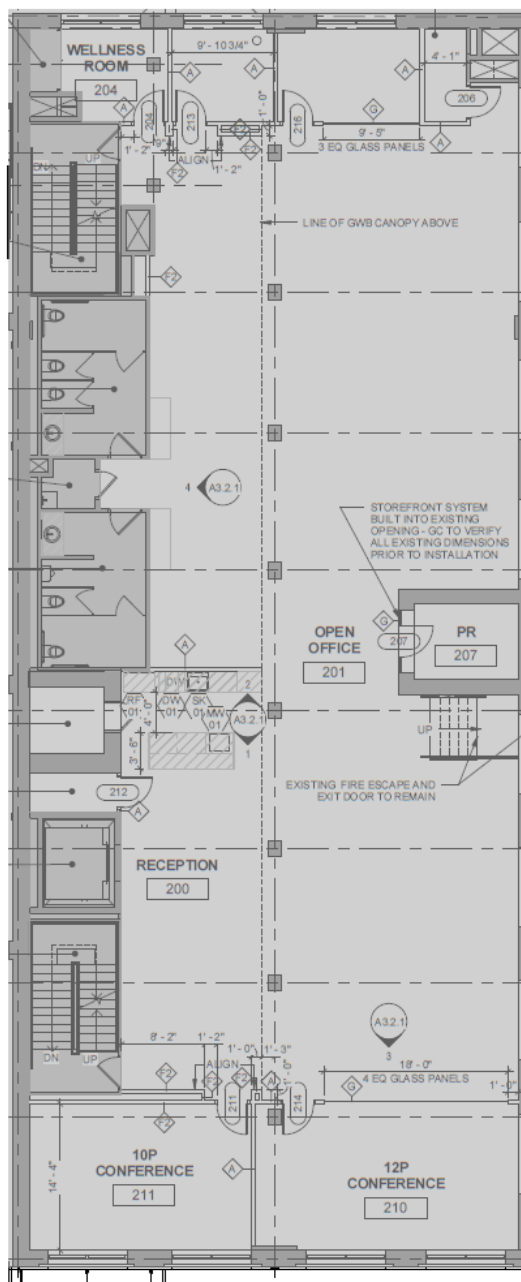 WELLNESS
ROOM
204
9' - 10 3/4"
4' - 1"
A
A
A
A
G
A
204
213
216
206
1' - 2"
9"
1' - 0"
F2
F2
9' - 5"
3 EQ GLASS PANELS
ALIGN
1' - 2"
F2
UP
DN
LINE OF GWB CANOPY ABOVE
F2
4
A3.2.1
STOREFRONT SYSTEM
BUILT INTO EXISTING
OPENING - GC TO VERIFY
ALL EXISTING DIMENSIONS
PRIOR TO INSTALLATION
A
G
OPEN
OFFICE
201
207
PR
207
DW
2
RF
01
4' - 0"
DW
01
SK
01
MW
01
A3.2.1
1
3' - 6"
UP
EXISTING FIRE ESCAPE AND
EXIT DOOR TO REMAIN
212
A
RECEPTION
200
A3.2.1
3
8' - 2"
1' - 2"
1' - 0"
1' - 3"
18' - 0"
DN
UP
ALIGN
F2
F2
F2
A
1' - 0"
G
4 EQ GLASS PANELS
1' - 0"
211
214
F2
14' - 4"
10P
CONFERENCE
211
A
12P
CONFERENCE
210